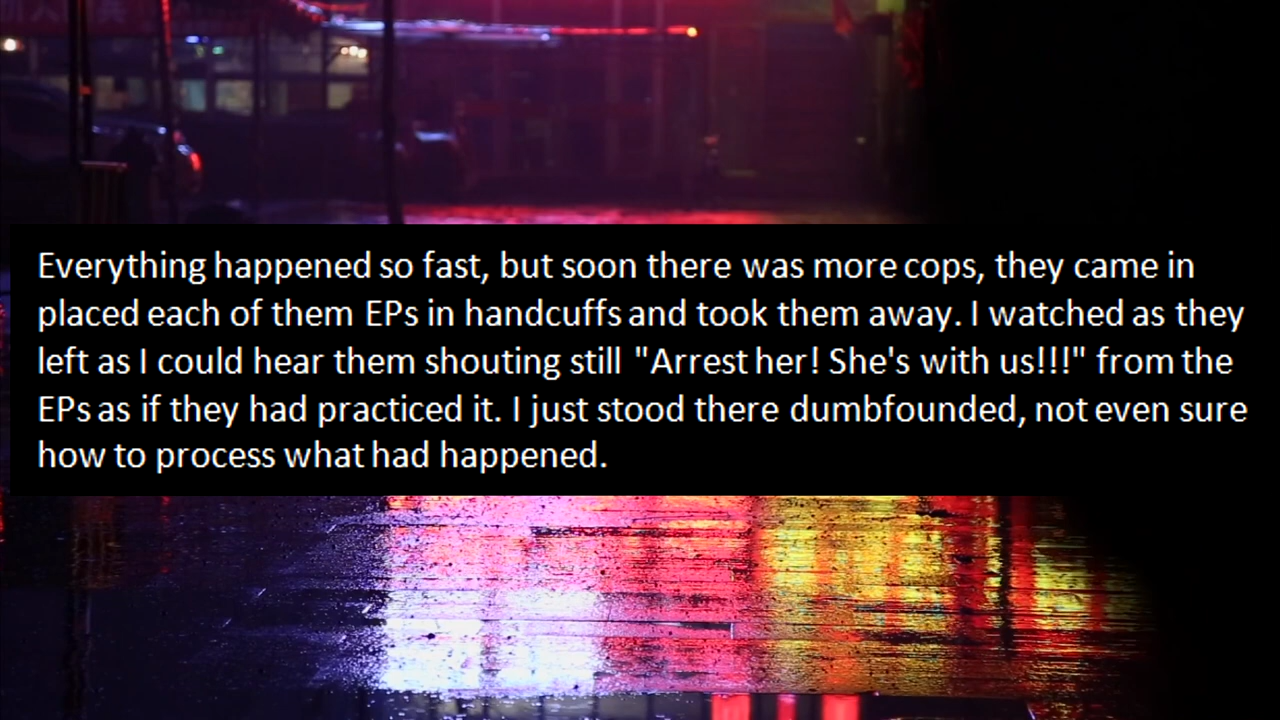 Everything happened so fast, but soon there was more cops, they came in
placed each of them EPs in handcuffs and took them away. I watched as they
left as I could hear them shouting still "Arrest her! She's with us!!!" from the
EPs as if they had practiced it. I just stood there dumbfounded, not even sure
how to process what had happened.